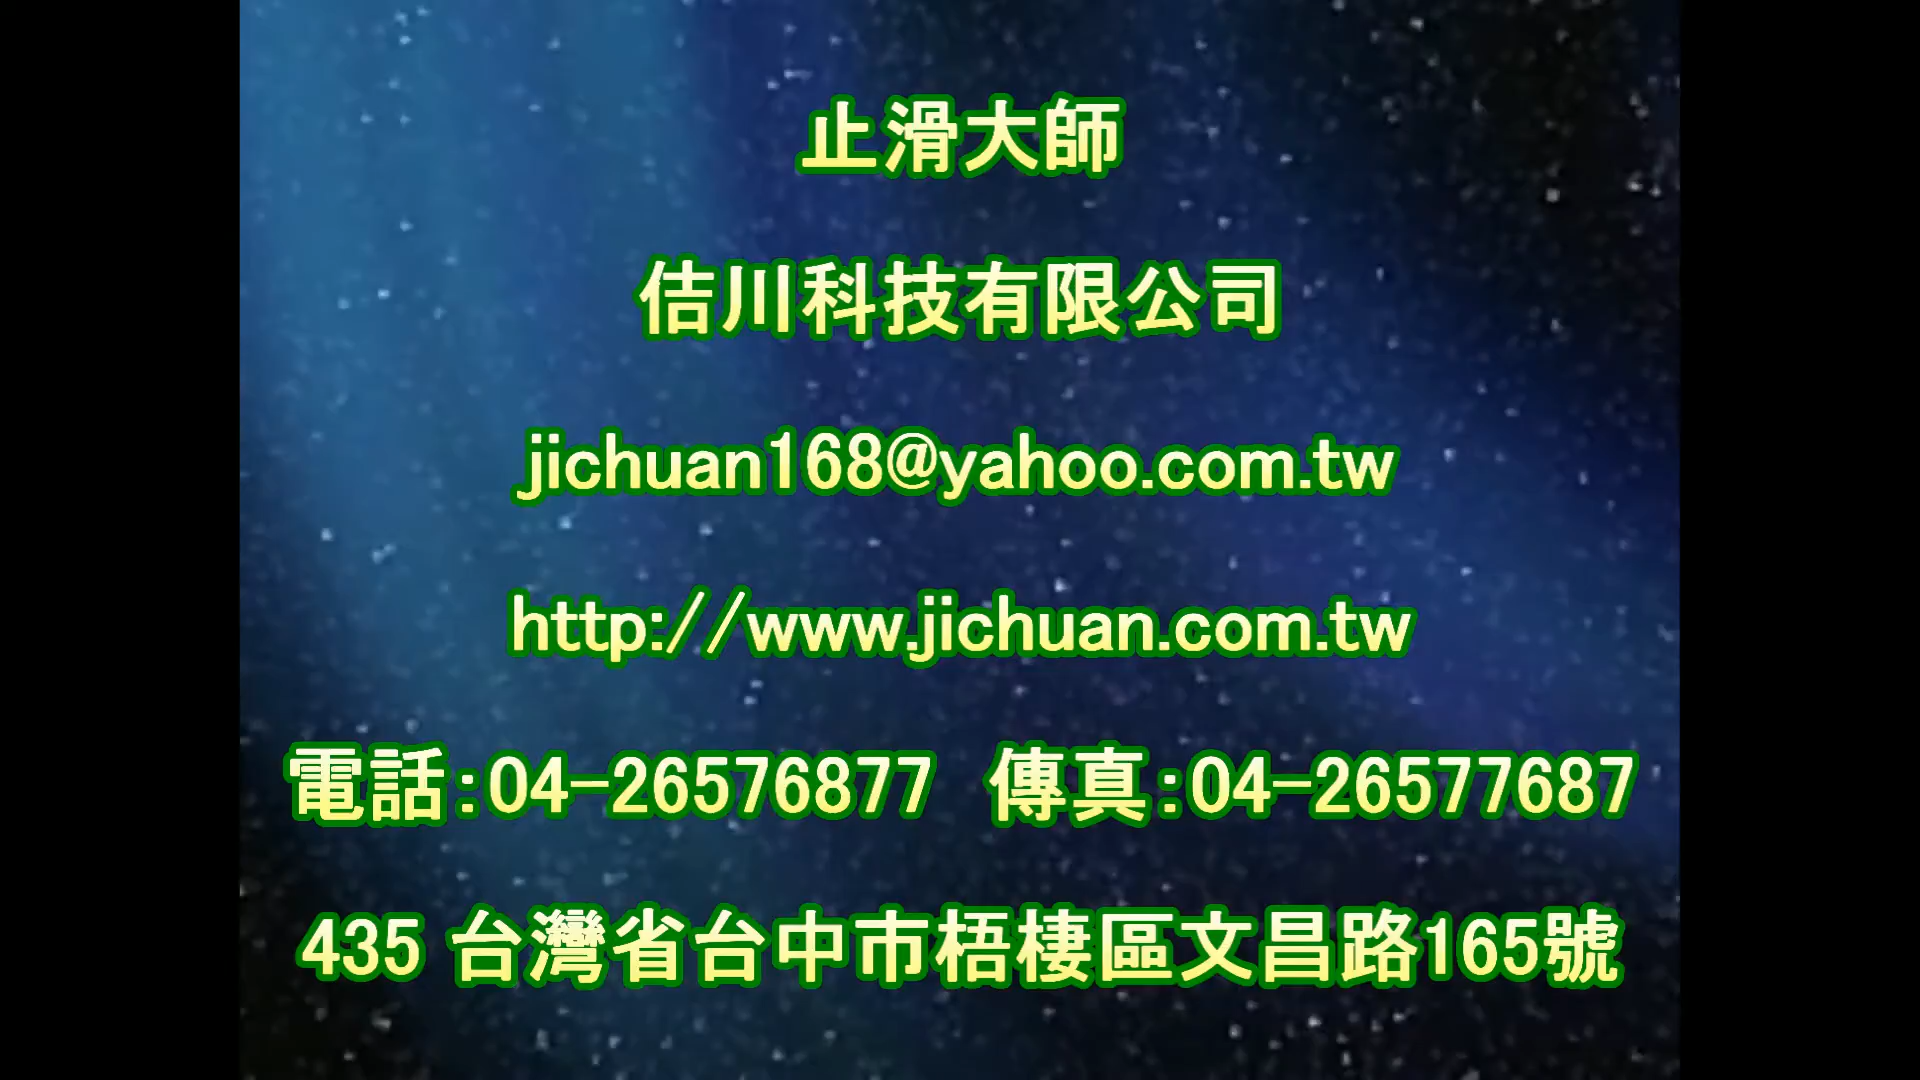 止滑大師
佶川科技有限公司
jichuan168@yahoo.com.tw
http://www.jichuan.com.tw
電話:04-26576877 傳真:04-26577687
435 台灣省台中市梧棲區文昌路165號